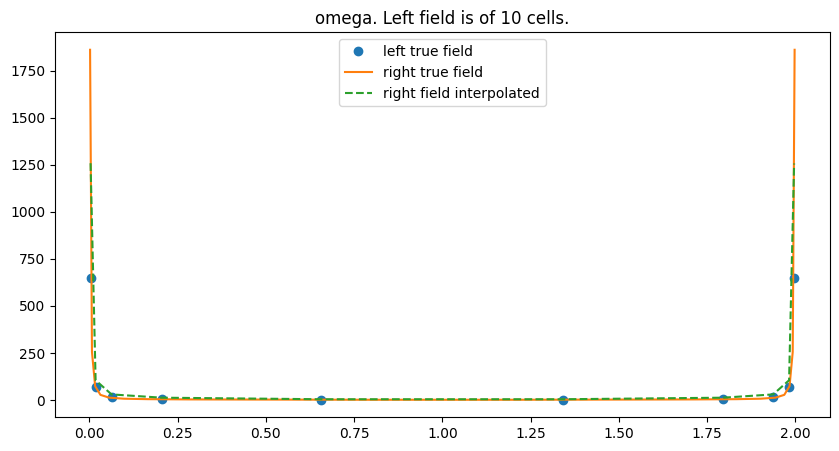 omega. Left field is of 10 cells.
left true field
right true field
right field interpolated
1750
1500
1250
1000
750
500
250
0
0.00 0.25 0.50 0.75 1.00 1.25 1.50 1.75 2.00